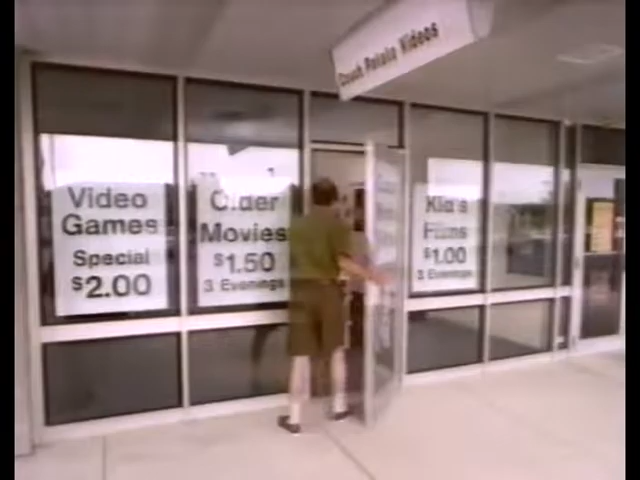 Couch Potato Videos
Video
Games
Special
$2.00
Older
Movies
$1.50
3 Evenings
Kid's
Films
$1.00
3 Evenings